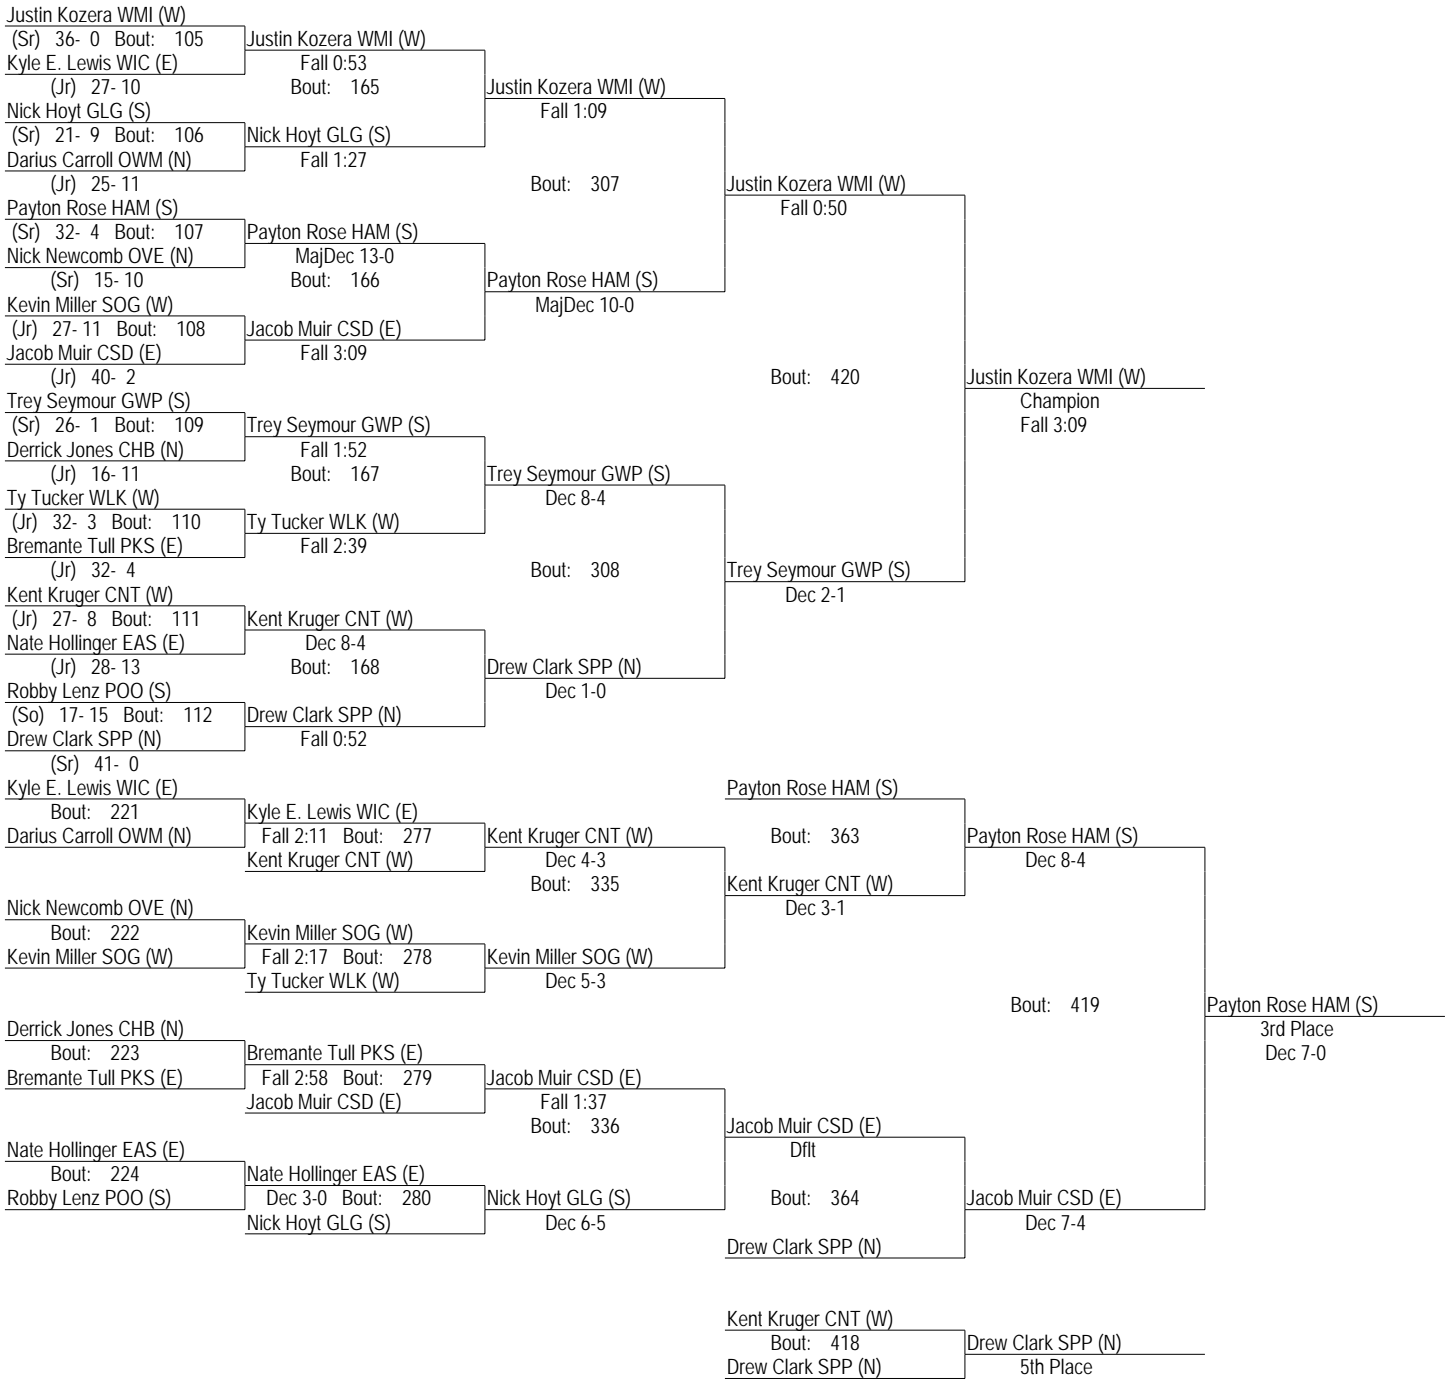 Justin Kozera WMI (W)
(Sr) 36- 0 Bout: 105 Justin Kozera WMI (W)
Kyle E. Lewis WIC (E) Fall 0:53
(Jr) 27- 10 Bout: 165 Justin Kozera WMI (W)
Nick Hoyt GLG (S) Fall 1:09
(Sr) 21- 9 Bout: 106 Nick Hoyt GLG (S)
Darius Carroll OWM (N) Fall 1:27
(Jr) 25- 11 Bout: 307 Justin Kozera WMI (W)
Payton Rose HAM (S) Fall 0:50
(Sr) 32- 4 Bout: 107 Payton Rose HAM (S)
Nick Newcomb OVE (N) MajDec 13-0
(Sr) 15- 10 Bout: 166 Payton Rose HAM (S)
Kevin Miller SOG (W) MajDec 10-0
(Jr) 27- 11 Bout: 108 Jacob Muir CSD (E)
Jacob Muir CSD (E) Fall 3:09
(Jr) 40- 2 Bout: 420 Justin Kozera WMI (W)
Trey Seymour GWP (S) Champion
(Sr) 26- 1 Bout: 109 Trey Seymour GWP (S) Fall 3:09
Derrick Jones CHB (N) Fall 1:52
(Jr) 16- 11 Bout: 167 Trey Seymour GWP (S)
Ty Tucker WLK (W) Dec 8-4
(Jr) 32- 3 Bout: 110 Ty Tucker WLK (W)
Bremante Tull PKS (E) Fall 2:39
(Jr) 32- 4 Bout: 308 Trey Seymour GWP (S)
Kent Kruger CNT (W) Dec 2-1
(Jr) 27- 8 Bout: 111 Kent Kruger CNT (W)
Nate Hollinger EAS (E) Dec 8-4
(Jr) 28- 13 Bout: 168 Drew Clark SPP (N)
Robby Lenz POO (S) Dec 1-0
(So) 17- 15 Bout: 112 Drew Clark SPP (N)
Drew Clark SPP (N) Fall 0:52
(Sr) 41- 0
Kyle E. Lewis WIC (E) Payton Rose HAM (S)
Bout: 221 Kyle E. Lewis WIC (E)
Darius Carroll OWM (N) Fall 2:11 Bout: 277 Kent Kruger CNT (W) Bout: 363 Payton Rose HAM (S)
Kent Kruger CNT (W) Dec 4-3 Dec 8-4
Bout: 335 Kent Kruger CNT (W)
Nick Newcomb OVE (N) Dec 3-1
Bout: 222 Kevin Miller SOG (W)
Kevin Miller SOG (W) Fall 2:17 Bout: 278 Kevin Miller SOG (W)
Ty Tucker WLK (W) Dec 5-3
Bout: 419 Payton Rose HAM (S)
Derrick Jones CHB (N) 3rd Place
Bout: 223 Bremante Tull PKS (E) Dec 7-0
Bremante Tull PKS (E) Fall 2:58 Bout: 279 Jacob Muir CSD (E)
Jacob Muir CSD (E) Fall 1:37
Bout: 336 Jacob Muir CSD (E)
Nate Hollinger EAS (E) Dflt
Bout: 224 Nate Hollinger EAS (E)
Robby Lenz POO (S) Dec 3-0 Bout: 280 Nick Hoyt GLG (S) Bout: 364 Jacob Muir CSD (E)
Nick Hoyt GLG (S) Dec 6-5 Dec 7-4
Drew Clark SPP (N)
Kent Kruger CNT (W)
Bout: 418 Drew Clark SPP (N)
Drew Clark SPP (N) 5th Place